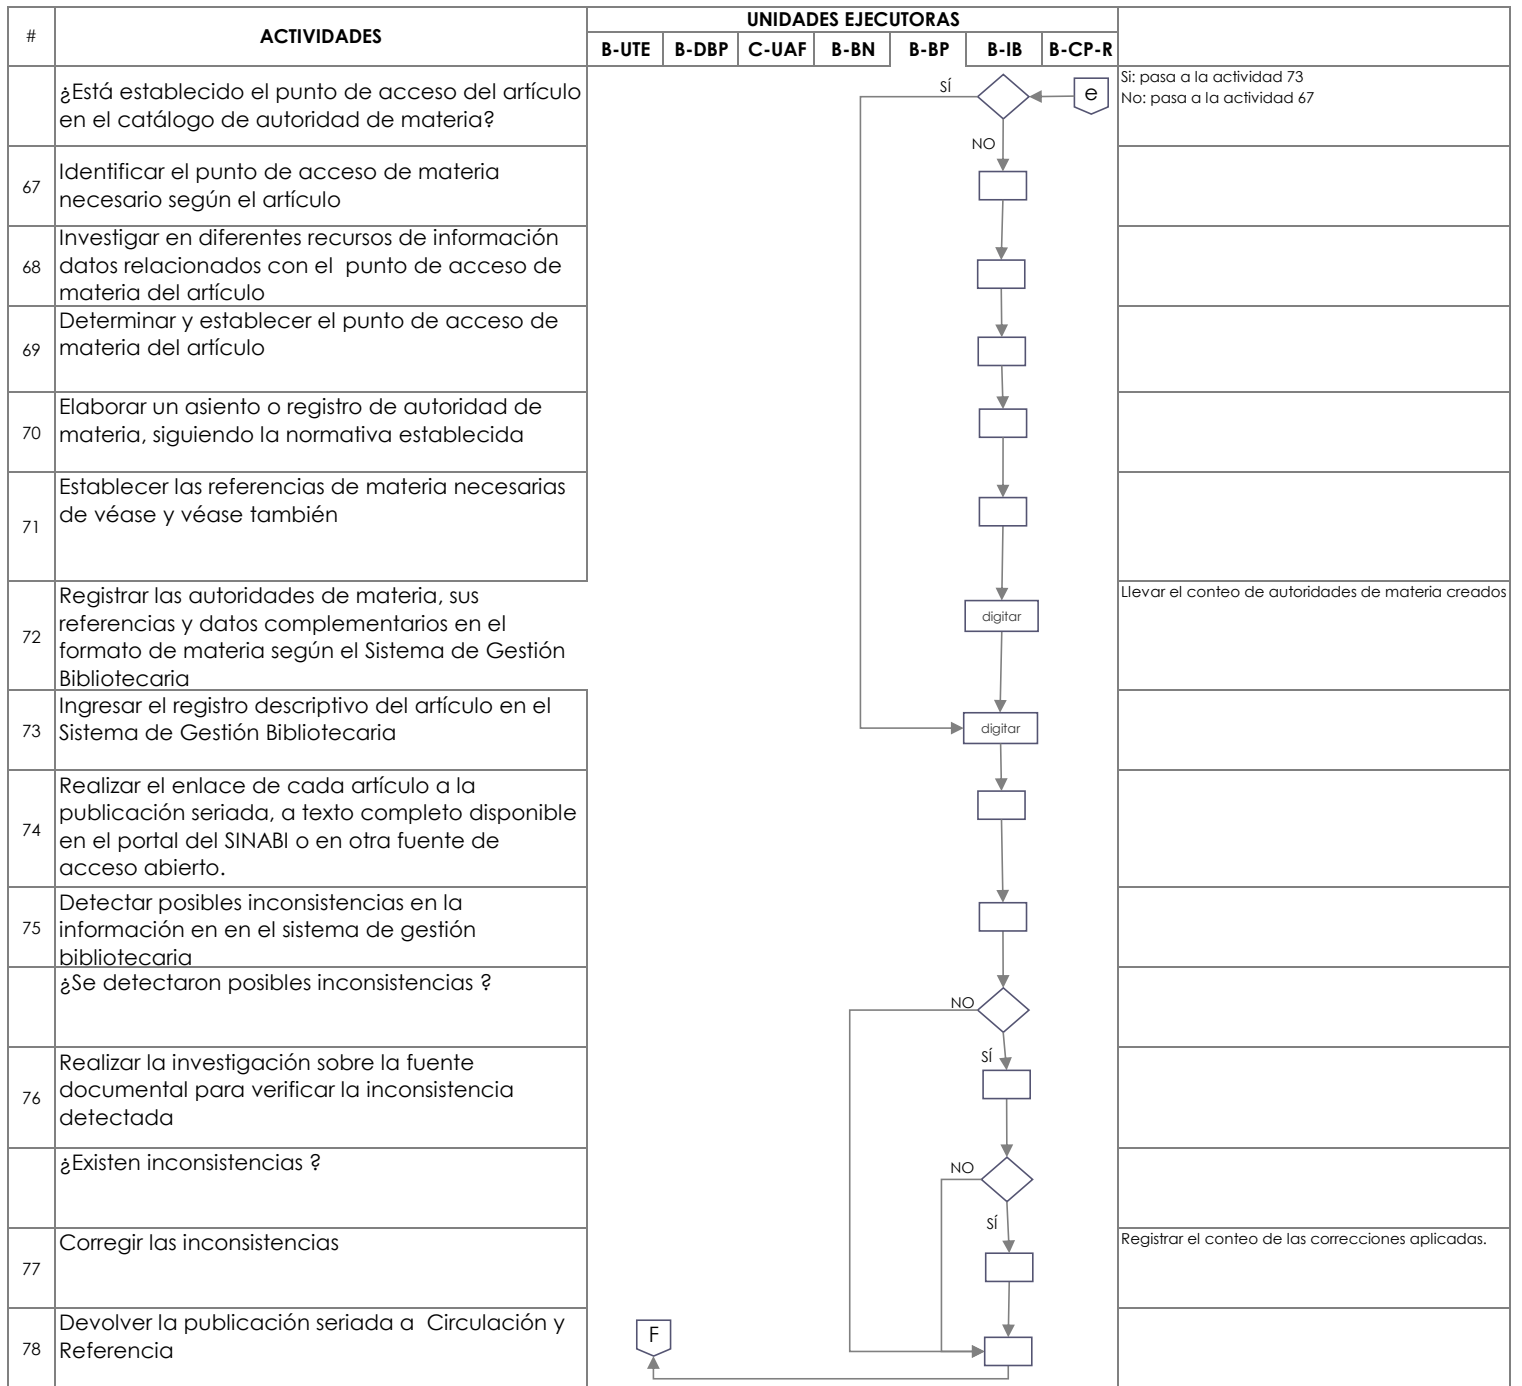 #
ACTIVIDADES
UNIDADES EJECUTORAS
B-UTE
B-DBP
C-UAF
B-BN
B-BP
B-IB
B-CP-R
¿Está establecido el punto de acceso del artículo
en el catálogo de autoridad de materia?
SÍ
e
Si: pasa a la actividad 73
No: pasa a la actividad 67
NO
67
Identificar el punto de acceso de materia
necesario según el artículo
68
Investigar en diferentes recursos de información
datos relacionados con el  punto de acceso de
materia del artículo
69
Determinar y establecer el punto de acceso de
materia del artículo
70
Elaborar un asiento o registro de autoridad de
materia, siguiendo la normativa establecida
71
Establecer las referencias de materia necesarias
de véase y véase también
72
Registrar las autoridades de materia, sus
referencias y datos complementarios en el
formato de materia según el Sistema de Gestión
Bibliotecaria
digitar
Llevar el conteo de autoridades de materia creados
73
Ingresar el registro descriptivo del artículo en el
Sistema de Gestión Bibliotecaria
digitar
74
Realizar el enlace de cada artículo a la
publicación seriada, a texto completo disponible
en el portal del SINABI o en otra fuente de
acceso abierto.
75
Detectar posibles inconsistencias en la
información en en el sistema de gestión
bibliotecaria
¿Se detectaron posibles inconsistencias ?
NO
SÍ
76
Realizar la investigación sobre la fuente
documental para verificar la inconsistencia
detectada
¿Existen inconsistencias ?
NO
SÍ
77
Corregir las inconsistencias
Registrar el conteo de las correcciones aplicadas.
78
Devolver la publicación seriada a  Circulación y
Referencia
F